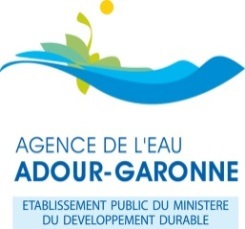 AGENCE DE L'EAU
ADOUR-GARONNE
ETABLISSEMENT PUBLIC DU MINISTERE
DU DEVELOPPEMENT DURABLE